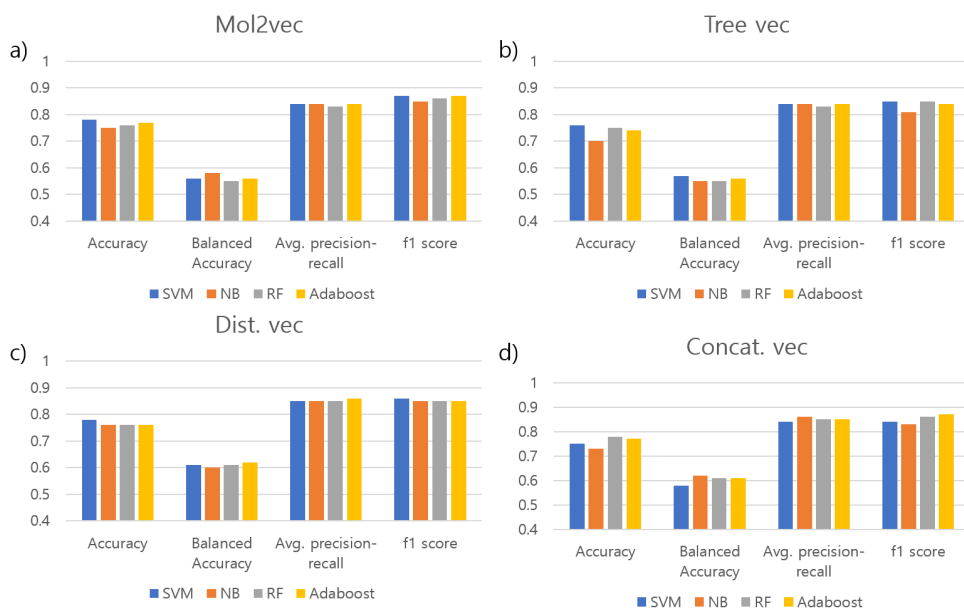 Mol2vec
a)
1
0.9
0.8
0.7
0.6
0.5
0.4
Accuracy Balanced Accuracy Avg. precision-recall f1 score
SVM NB RF Adaboost
Tree vec
b)
1
0.9
0.8
0.7
0.6
0.5
0.4
Accuracy Balanced Accuracy Avg. precision-recall f1 score
SVM NB RF Adaboost
Dist. vec
c)
1
0.9
0.8
0.7
0.6
0.5
0.4
Accuracy Balanced Accuracy Avg. precision-recall f1 score
SVM NB RF Adaboost
Concat. vec
d)
1
0.9
0.8
0.7
0.6
0.5
0.4
Accuracy Balanced Accuracy Avg. precision-recall f1 score
SVM NB RF Adaboost